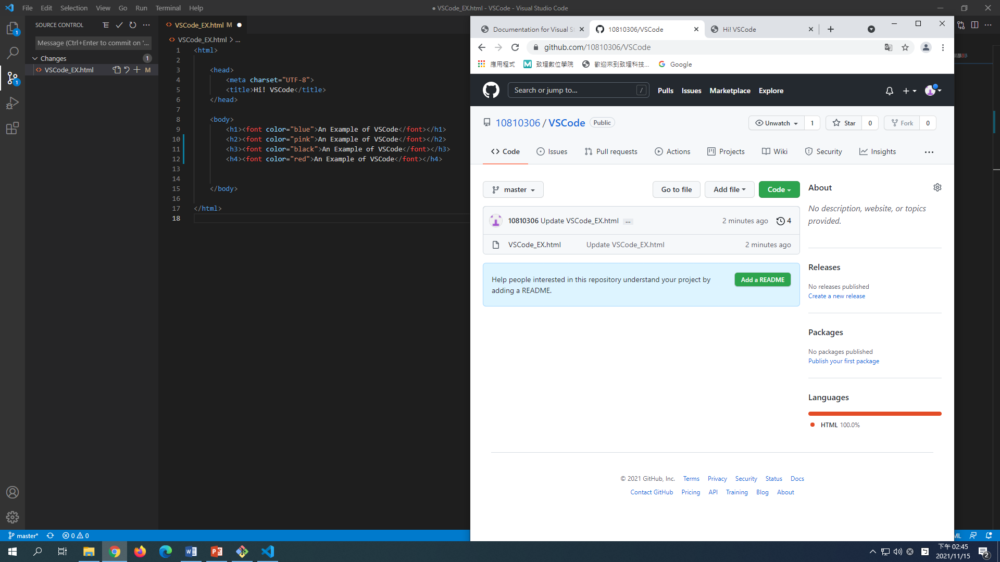 File Edit Selection View Go Run Terminal Help
● VSCode_EX.html - VSCode - Visual Studio Code
SOURCE CONTROL
Message (Ctrl+Enter to commit on '...
Changes 1
VSCode_EX.html M
1
1
VSCode_EX.html M
VSCode_EX.html > ...
1 <html>
2
3 <head>
4 <meta charset="UTF-8">
5 <title>Hi! VSCode</title>
6 </head>
7
8 <body>
9 <h1><font color="blue">An Example of VSCode</font></h1>
10 <h2><font color="pink">An Example of VSCode</font></h2>
11 <h3><font color="black">An Example of VSCode</font></h3>
12 <h4><font color="red">An Example of VSCode</font></h4>
13
14
15 </body>
16
17 </html>
18
master* 0 0
Documentation for Visual S
10810306/VSCode
Hi! VSCode
github.com/10810306/VSCode
應用程式 致理數位學院 歡迎來到致理科技... Google
Search or jump to... /
Pulls Issues Marketplace Explore
10810306 / VSCode Public
Unwatch 1 Star 0 Fork 0
Code Issues Pull requests Actions Projects Wiki Security Insights ...
master Go to file Add file Code
10810306 Update VSCode_EX.html ... 2 minutes ago 4
VSCode_EX.html Update VSCode_EX.html 2 minutes ago
Help people interested in this repository understand your project by
adding a README.
Add a README
About
No description, website, or topics
provided.
Releases
No releases published
Create a new release
Packages
No packages published
Publish your first package
Languages
HTML 100.0%
© 2021 GitHub, Inc. Terms Privacy Security Status Docs
Contact GitHub Pricing API Training Blog About
ML
下午 02:45
2021/11/15
2